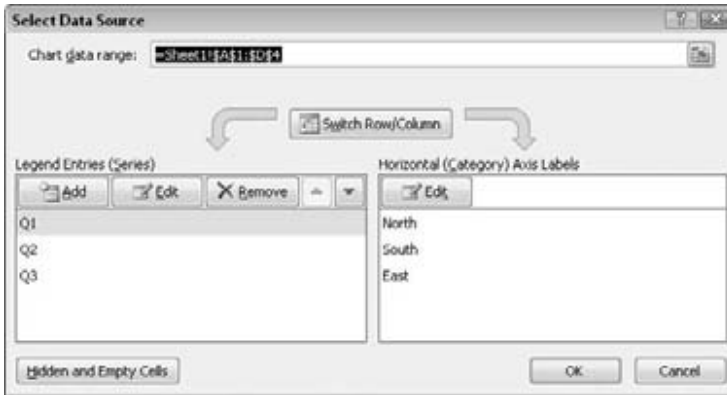 Select Data Source
Chart data range: =Sheet1!$A$1:$D$4
Switch Row/Column
Legend Entries (Series)
Add Edit Remove
Q1
Q2
Q3
Horizontal (Category) Axis Labels
Edit
North
South
East
Hidden and Empty Cells
OK Cancel